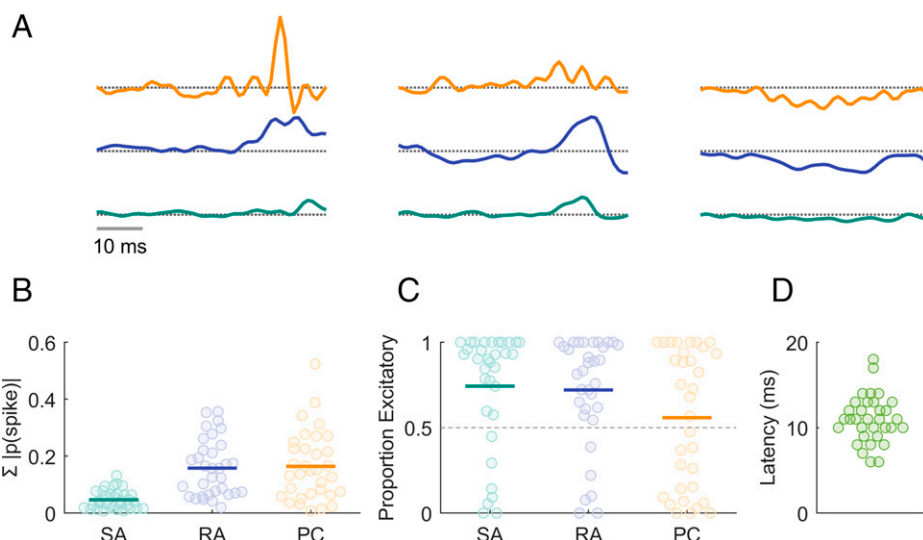 A
10 ms
B
C
D
0.6
0.4
0.2
0
Σ |p(spike)|
SA
RA
PC
1
0.5
0
Proportion Excitatory
SA
RA
PC
20
10
0
Latency (ms)